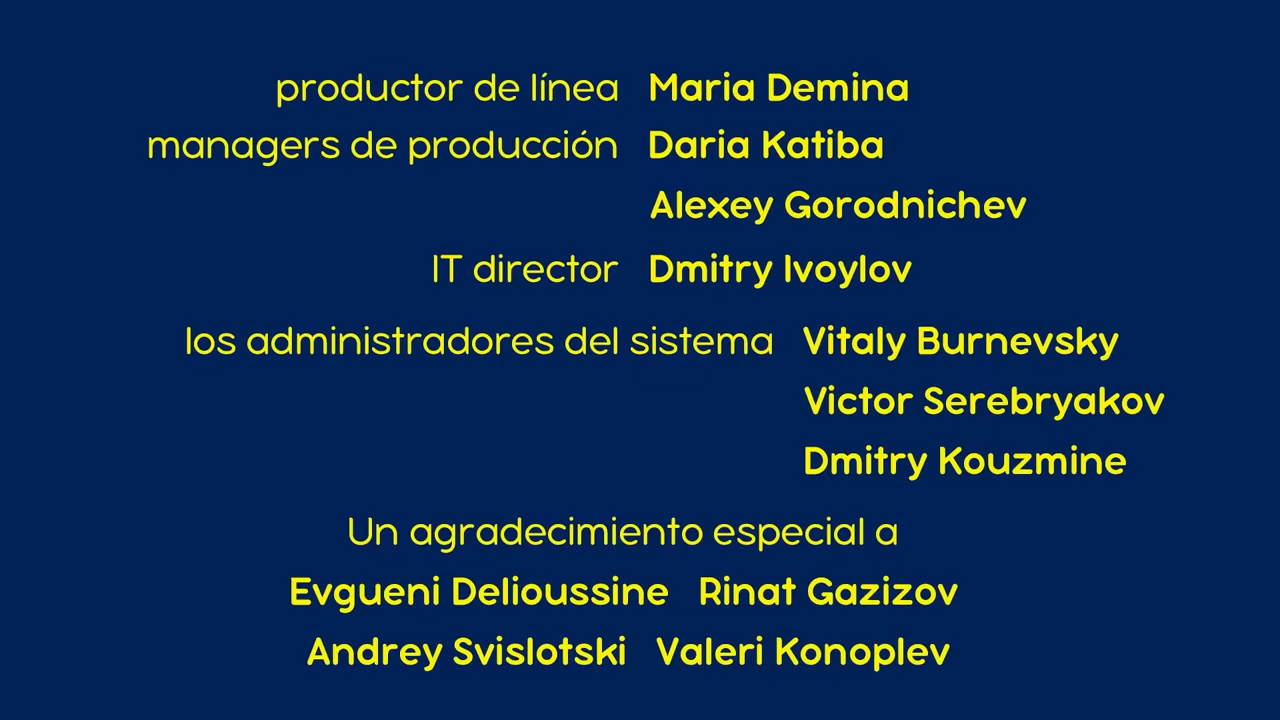 productor de línea Maria Demina
managers de producción Daria Katiba
Alexey Gorodnichev
IT director Dmitry Ivoylov
los administradores del sistema Vitaly Burnevsky
Victor Serebryakov
Dmitry Kouzmine
Un agradecimiento especial a
Evgueni Delioussine Rinat Gazizov
Andrey Svislotski Valeri Konoplev